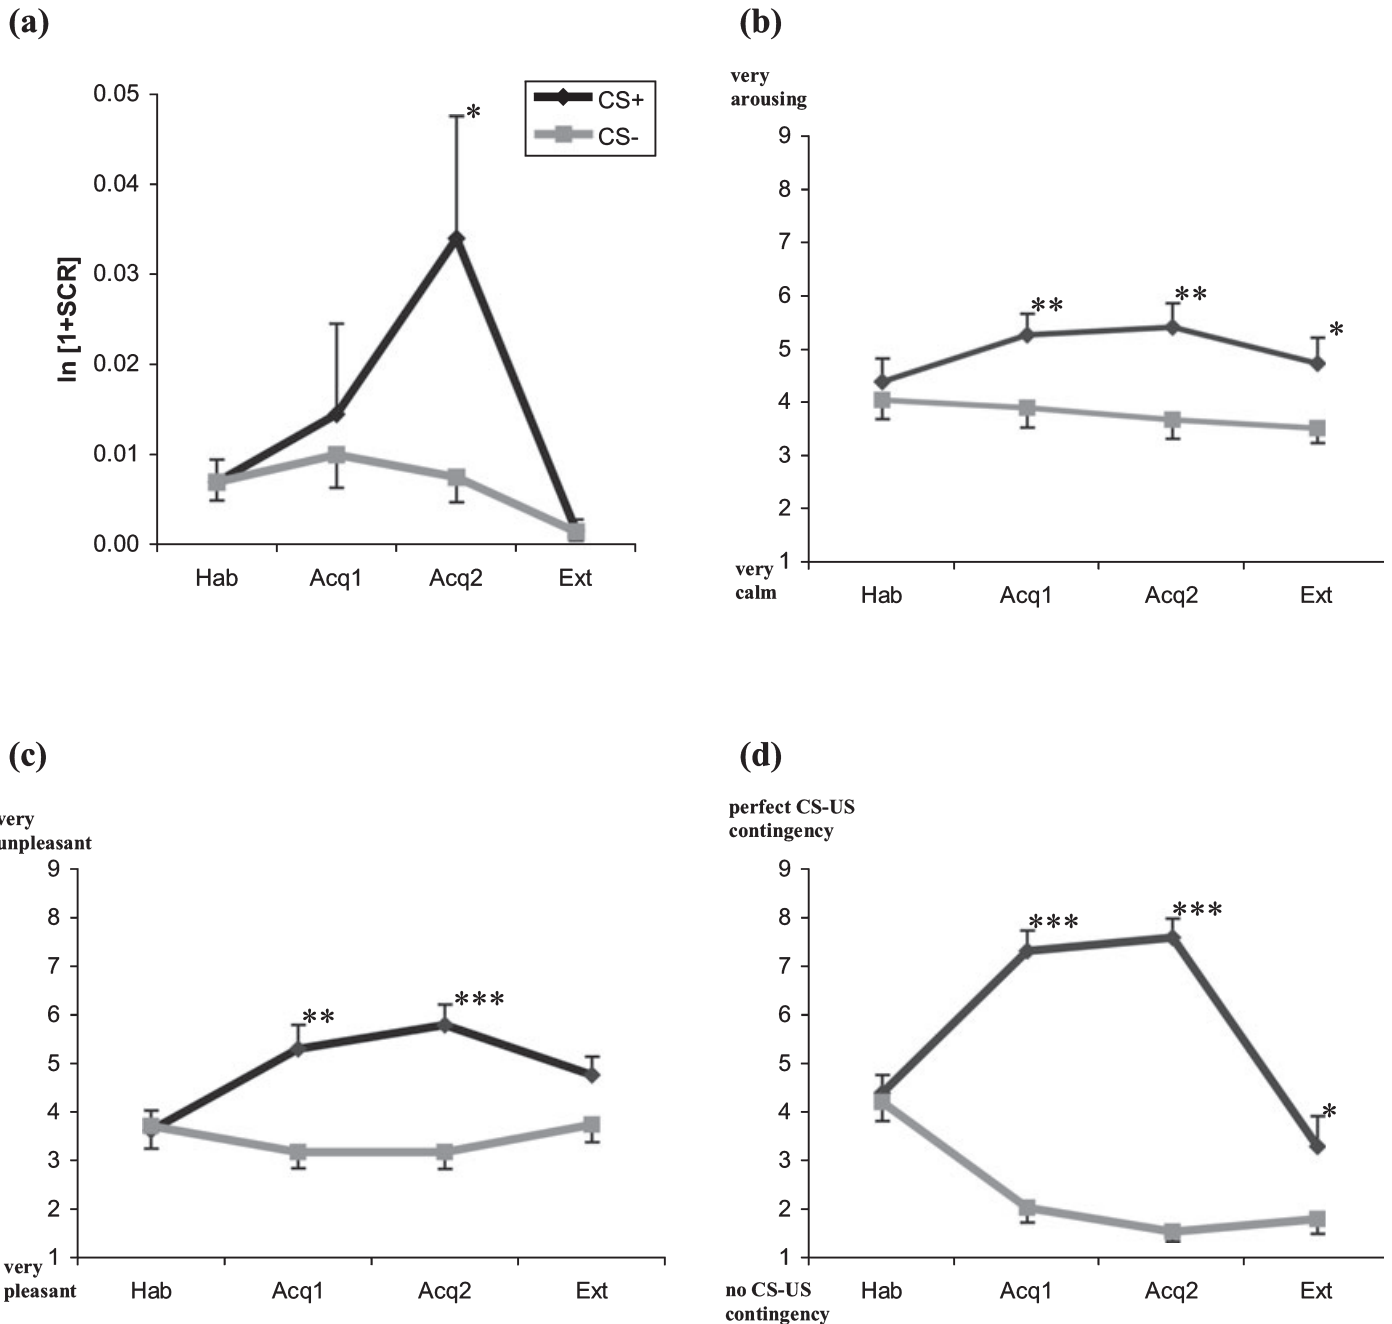 (a)
0.05
0.04
0.03
0.02
0.01
0.00
ln [1+SCR]
CS+
CS-
*
Hab Acq1 Acq2 Ext
(b)
very
arousing
9
8
7
6
5
4
3
2
1
very
calm
** ** *
Hab Acq1 Acq2 Ext
(c)
very
unpleasant
9
8
7
6
5
4
3
2
1
very
pleasant
** ***
Hab Acq1 Acq2 Ext
(d)
perfect CS-US
contingency
9
8
7
6
5
4
3
2
1
no CS-US
contingency
*** *** *
Hab Acq1 Acq2 Ext